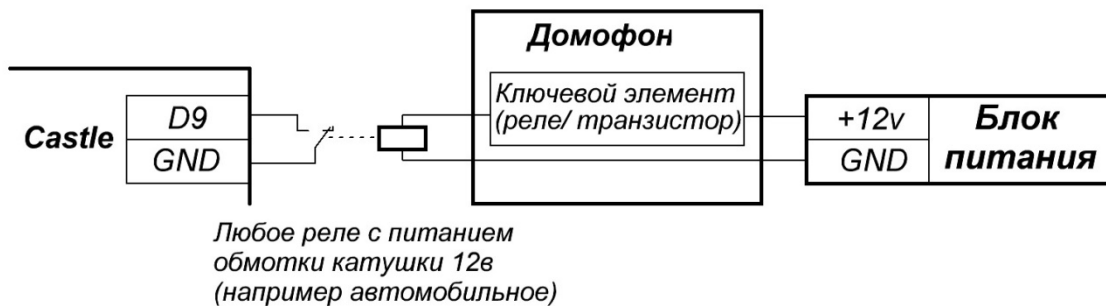 Домофон
Ключевой элемент
(реле/ транзистор)
Castle
D9
GND
+12v
GND
Блок
питания
Любое реле с питанием
обмотки катушки 12в
(например автомобильное)